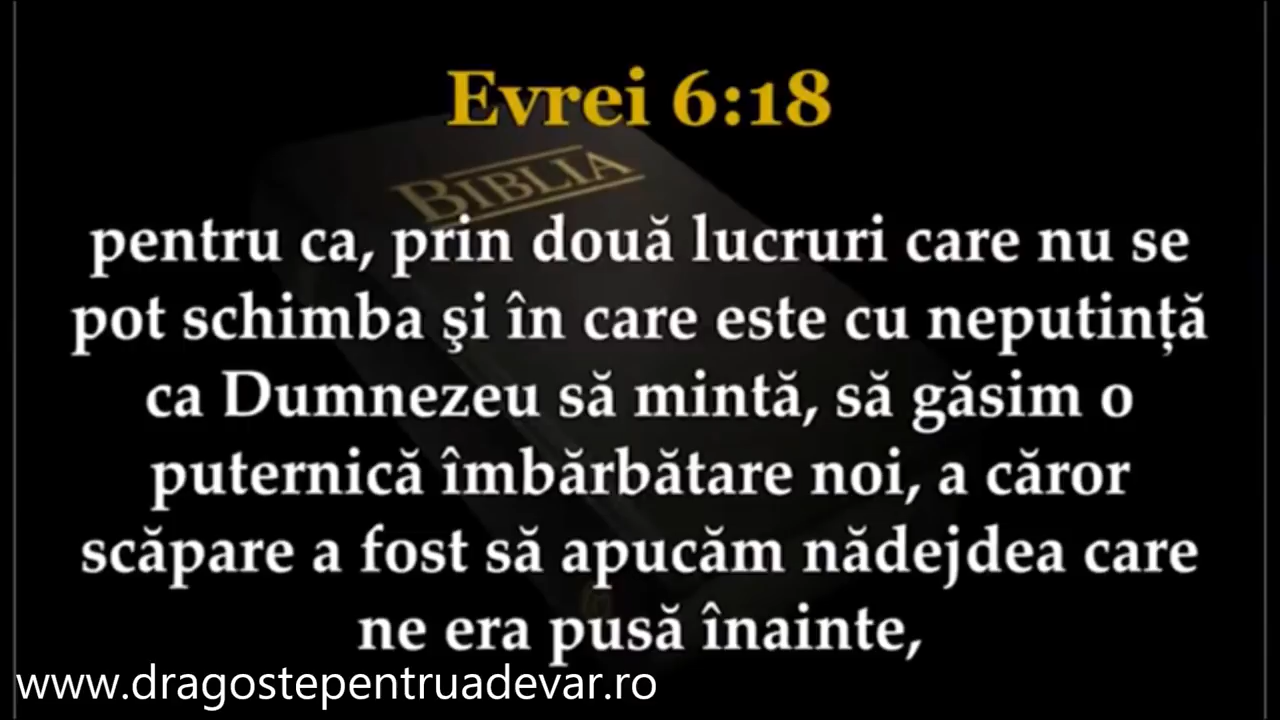 Evrei 6:18
BIBLIA
pentru ca, prin două lucruri care nu se
pot schimba şi în care este cu neputință
ca Dumnezeu să mintă, să găsim o
puternică îmbărbătare noi, a căror
scăpare a fost să apucăm nădejdea care
ne era pusă înainte,
www.dragostepentruadevar.ro